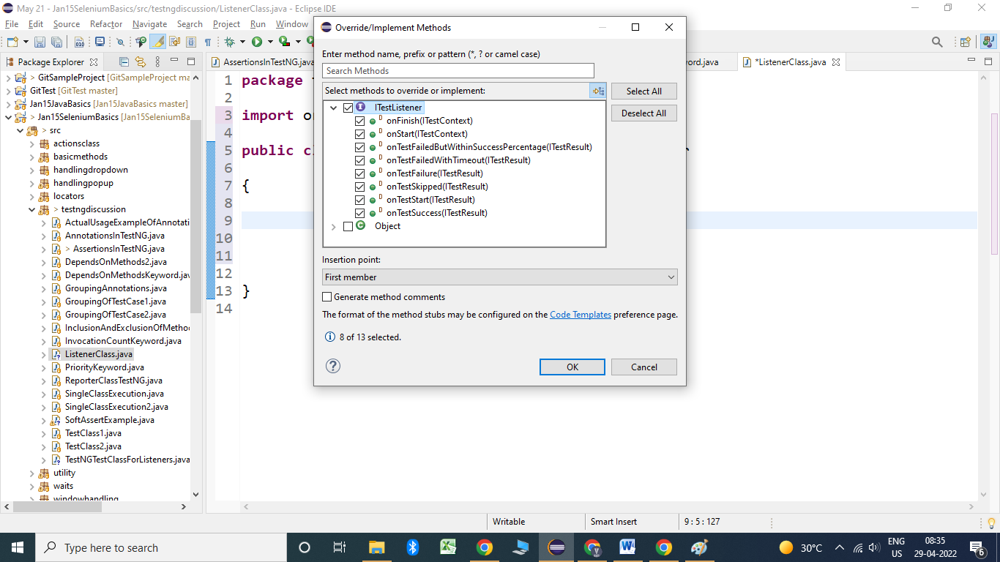 May 21 - Jan15SeleniumBasics/src/testngdiscussion/ListenerClass.java - Eclipse IDE
File Edit Source Refactor Navigate Search Project Run Window
Package Explorer
> GitSampleProject [GitSampleProject ma
GitTest [GitTest master]
Jan15JavaBasics [Jan15JavaBasics master]
> Jan15SeleniumBasics [Jan15SeleniumBa
> src
actionsclass
basicmethods
handlingdropdown
handlingpopup
locators
> testngdiscussion
ActualUsageExampleOfAnnotati
AnnotationsInTestNG.java
> AssertionsInTestNG.java
DependsOnMethods2.java
DependsOnMethodsKeyword.jav
GroupingAnnotations.java
GroupingOfTestCase1.java
GroupingOfTestCase2.java
InclusionAndExclusionOfMetho
InvocationCountKeyword.java
ListenerClass.java
PriorityKeyword.java
ReporterClassTestNG.java
SingleClassExecution.java
SingleClassExecution2.java
SoftAssertExample.java
TestClass1.java
TestClass2.java
TestNGTestClassForListeners.java
utility
waits
windowhandling
AssertionsInTestNG.java
ord.java
*ListenerClass.java
1 package
2
3 import o
4
5 public c
6
7 {
8
9
10
11
12
13 }
14
Override/Implement Methods
Enter method name, prefix or pattern (*, ? or camel case)
Search Methods
Select methods to override or implement:
ITestListener
onFinish(ITestContext)
onStart(ITestContext)
onTestFailedButWithinSuccessPercentage(ITestResult)
onTestFailedWithTimeout(ITestResult)
onTestFailure(ITestResult)
onTestSkipped(ITestResult)
onTestStart(ITestResult)
onTestSuccess(ITestResult)
Object
Select All
Deselect All
Insertion point:
First member
Generate method comments
The format of the method stubs may be configured on the Code Templates preference page.
8 of 13 selected.
OK
Cancel
Writable
Smart Insert
9 : 5 : 127
Type here to search
30°C
ENG
US
08:35
29-04-2022
6